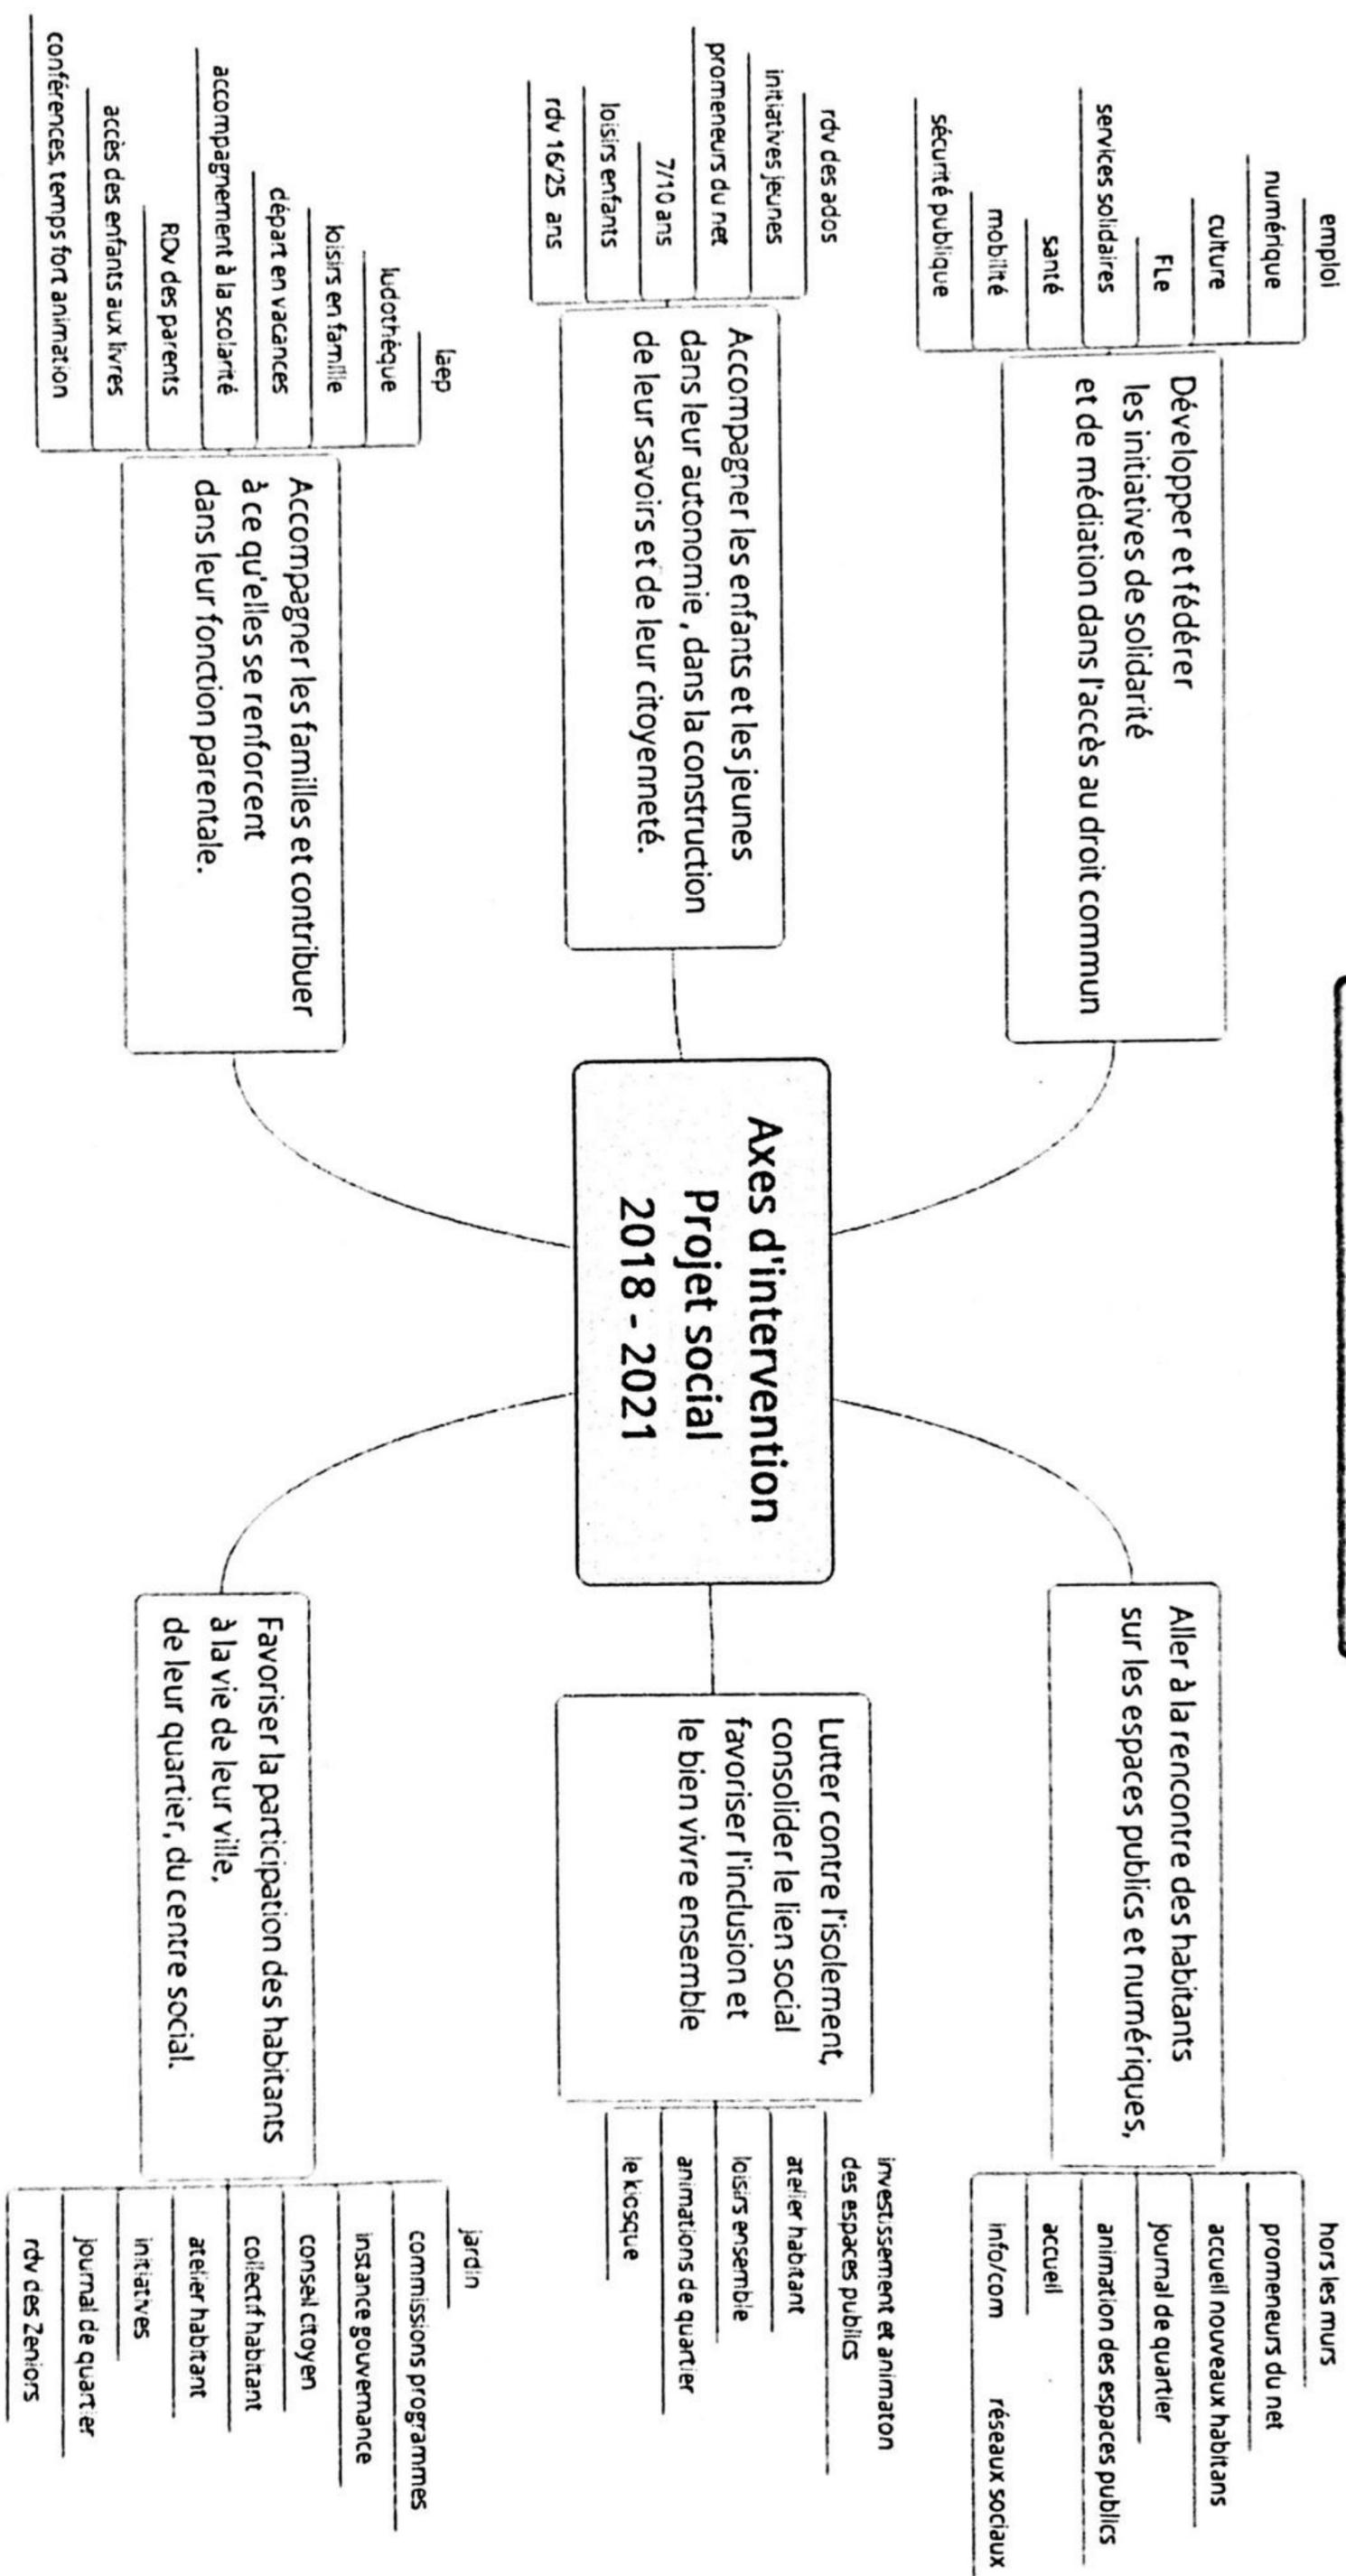 Axes d'intervention
Projet social
2018 - 2021
Développer et fédérer
les initiatives de solidarité
et de médiation dans l'accès au droit commun
emploi
numérique
culture
FLe
services solidaires
santé
mobilité
sécurité publique
Accompagner les enfants et les jeunes
dans leur autonomie , dans la construction
de leur savoirs et de leur citoyenneté.
rdv des ados
initiatives jeunes
promeneurs du net
7/10 ans
loisirs enfants
rdv 16/25 ans
Accompagner les familles et contribuer
à ce qu'elles se renforcent
dans leur fonction parentale.
laep
ludothèque
loisirs en famille
départ en vacances
accompagnement à la scolarité
RDv des parents
accès des enfants aux livres
conférences, temps fort animation
Aller à la rencontre des habitants
sur les espaces publics et numériques,
hors les murs
promeneurs du net
accueil nouveaux habitans
journal de quartier
animation des espaces publics
accueil
info/com réseaux sociaux
Lutter contre l'isolement,
consolider le lien social
favoriser l'inclusion et
le bien vivre ensemble
investissement et animaton
des espaces publics
atelier habitant
loisirs ensemble
animations de quartier
le kiosque
Favoriser la participation des habitants
à la vie de leur ville,
de leur quartier, du centre social.
jardin
commissions programmes
instance gouvernance
conseil citoyen
collectif habitant
atelier habitant
initiatives
journal de quartier
rdv des Zeniors